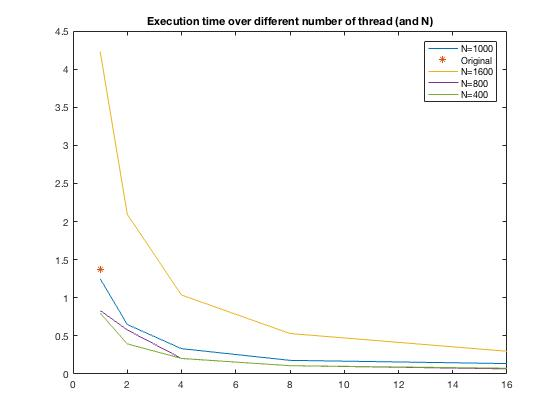 Execution time over different number of thread (and N)
4.5
4
3.5
3
2.5
2
1.5
1
0.5
0
N=1000
Original
N=1600
N=800
N=400
0 2 4 6 8 10 12 14 16